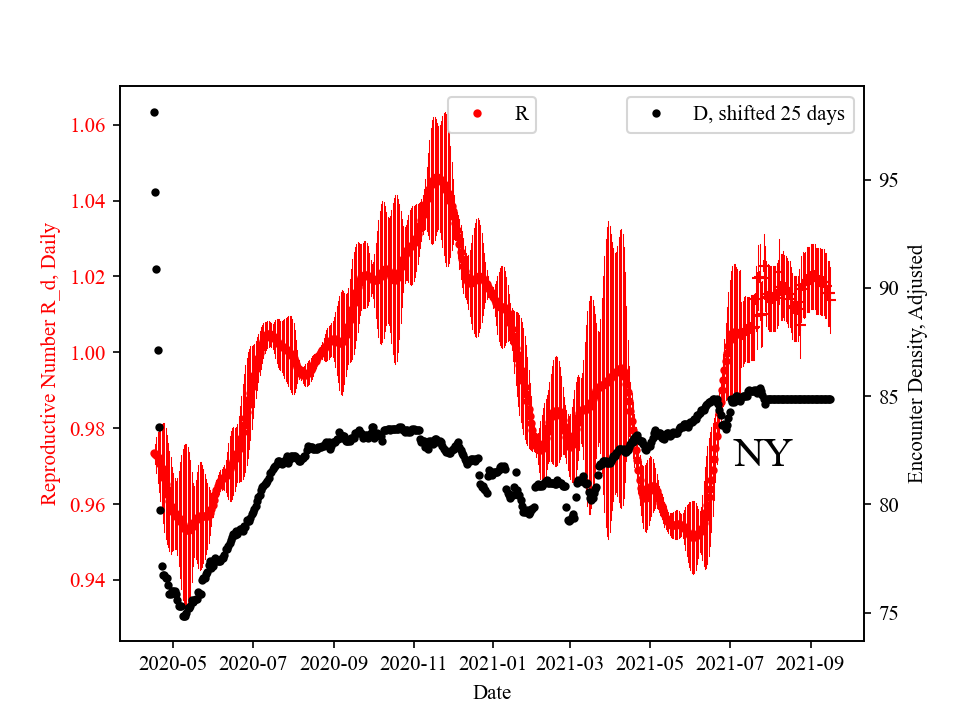 R
D, shifted 25 days
1.06
1.04
1.02
1.00
0.98
0.96
0.94
Reproductive Number R_d, Daily
95
90
85
80
75
Encounter Density, Adjusted
NY
2020-05 2020-07 2020-09 2020-11 2021-01 2021-03 2021-05 2021-07 2021-09
Date